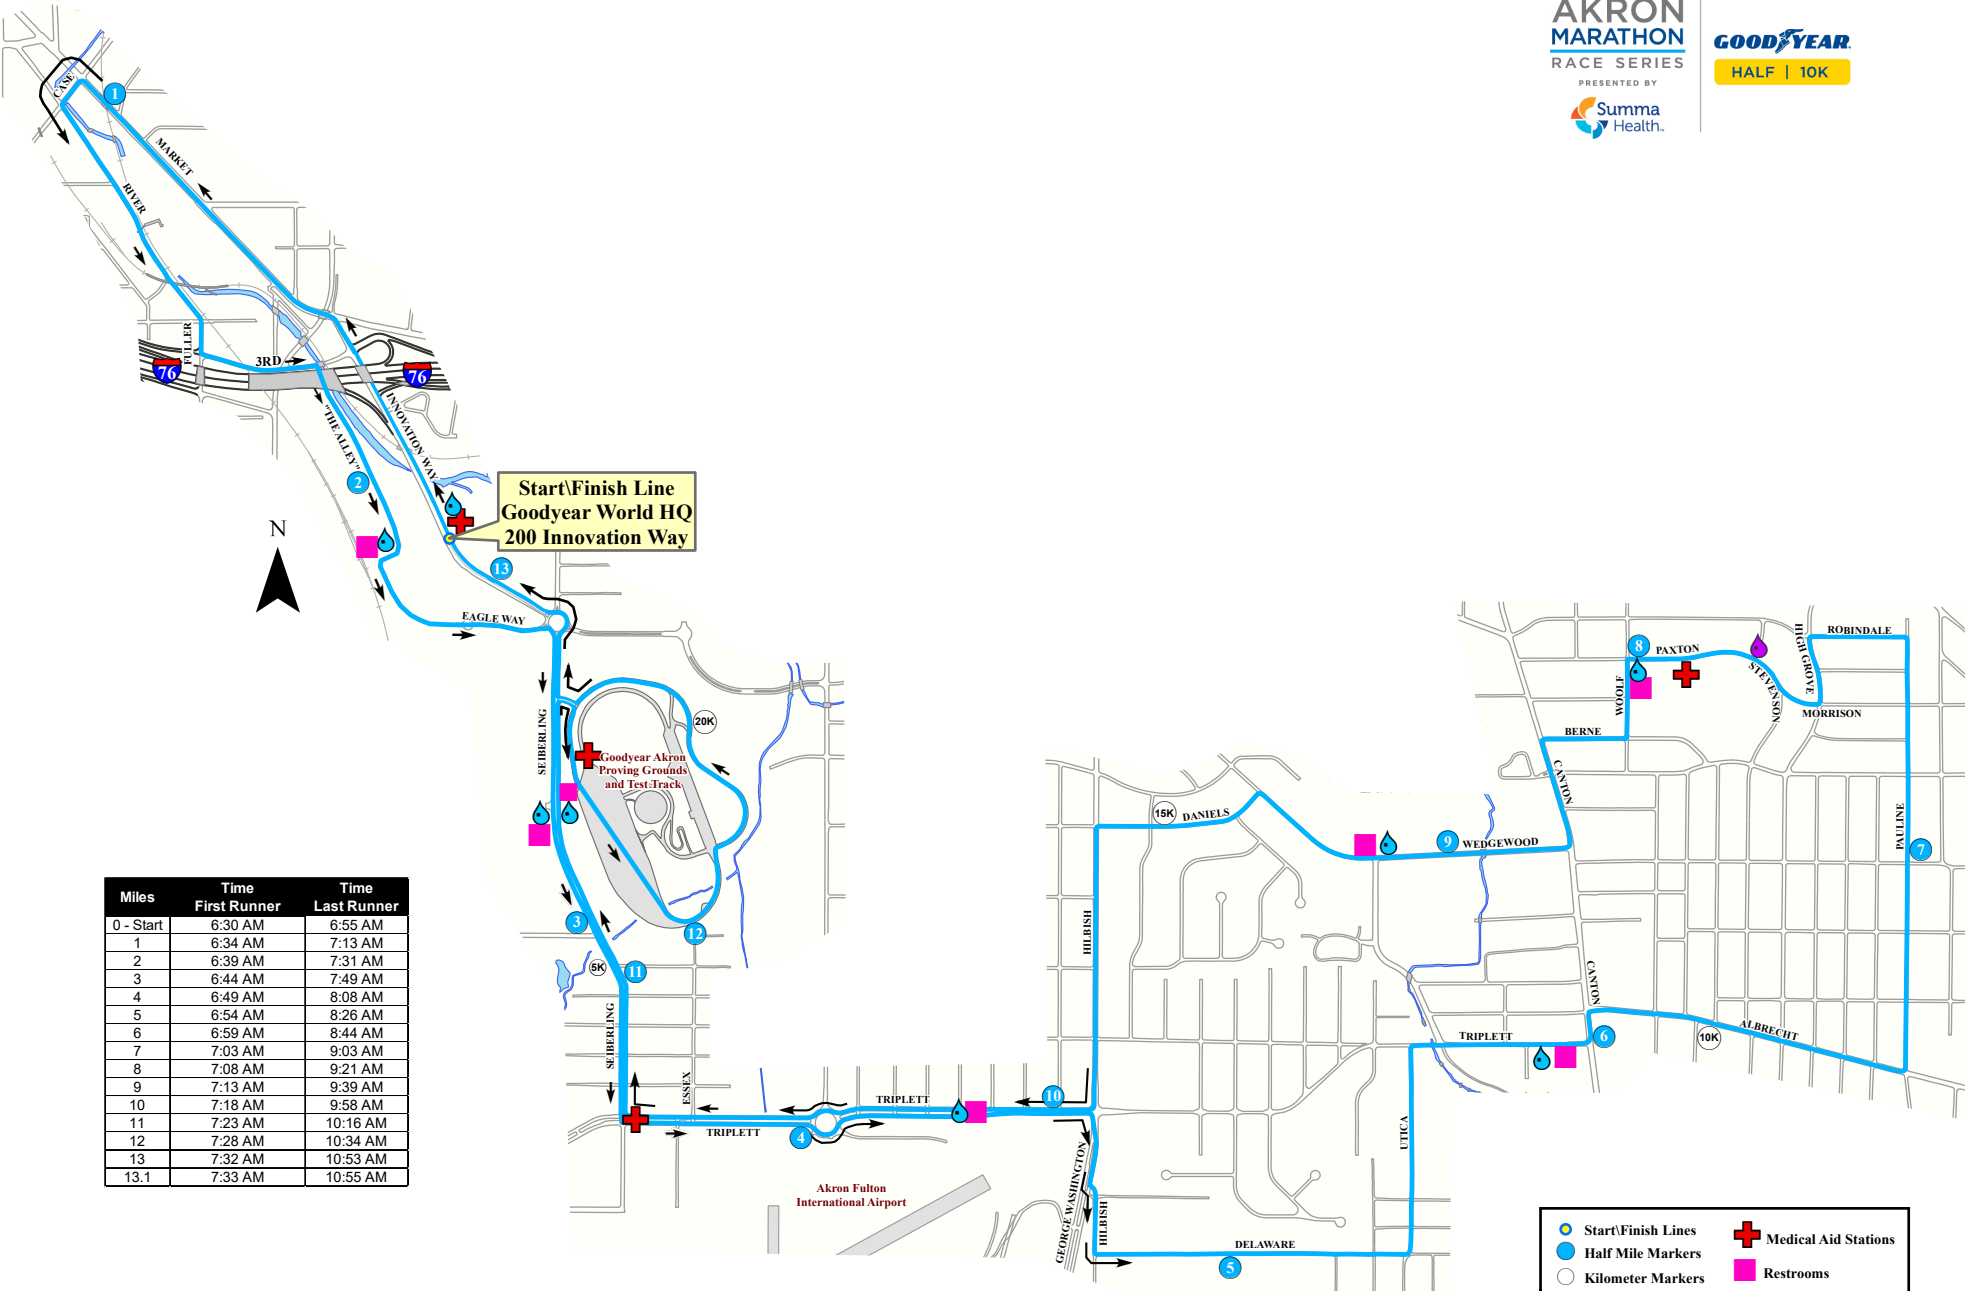 AKRON
MARATHON
RACE SERIES
PRESENTED BY
Summa
Health
GOODYEAR
HALF | 10K
CASE
1
MARKET
RIVER
FULLER
3RD
76
76
"THE ALLEY"
INNOVATION WAY
2
Start\Finish Line
Goodyear World HQ
200 Innovation Way
N
13
EAGLE WAY
SEIBERLING
20K
Goodyear Akron
Proving Grounds
and Test Track
3
12
5K
11
SEIBERLING
ESSEX
TRIPLETT
TRIPLETT
4
10
Akron Fulton
International Airport
GEORGE WASHINGTON
HILBISH
HILBISH
DELAWARE
5
UTICA
TRIPLETT
6
CANTON
10K
ALBRECHT
PAULINE
7
ROBINDALE
HIGH GROVE
MORRISON
STEVENSON
PAXTON
8
WOOLF
BERNE
CANTON
WEDGEWOOD
9
DANIELS
15K
Miles Time First Runner Time Last Runner
0 - Start 6:30 AM 6:55 AM
1 6:34 AM 7:13 AM
2 6:39 AM 7:31 AM
3 6:44 AM 7:49 AM
4 6:49 AM 8:08 AM
5 6:54 AM 8:26 AM
6 6:59 AM 8:44 AM
7 7:03 AM 9:03 AM
8 7:08 AM 9:21 AM
9 7:13 AM 9:39 AM
10 7:18 AM 9:58 AM
11 7:23 AM 10:16 AM
12 7:28 AM 10:34 AM
13 7:32 AM 10:53 AM
13.1 7:33 AM 10:55 AM
Start\Finish Lines
Half Mile Markers
Kilometer Markers
Medical Aid Stations
Restrooms